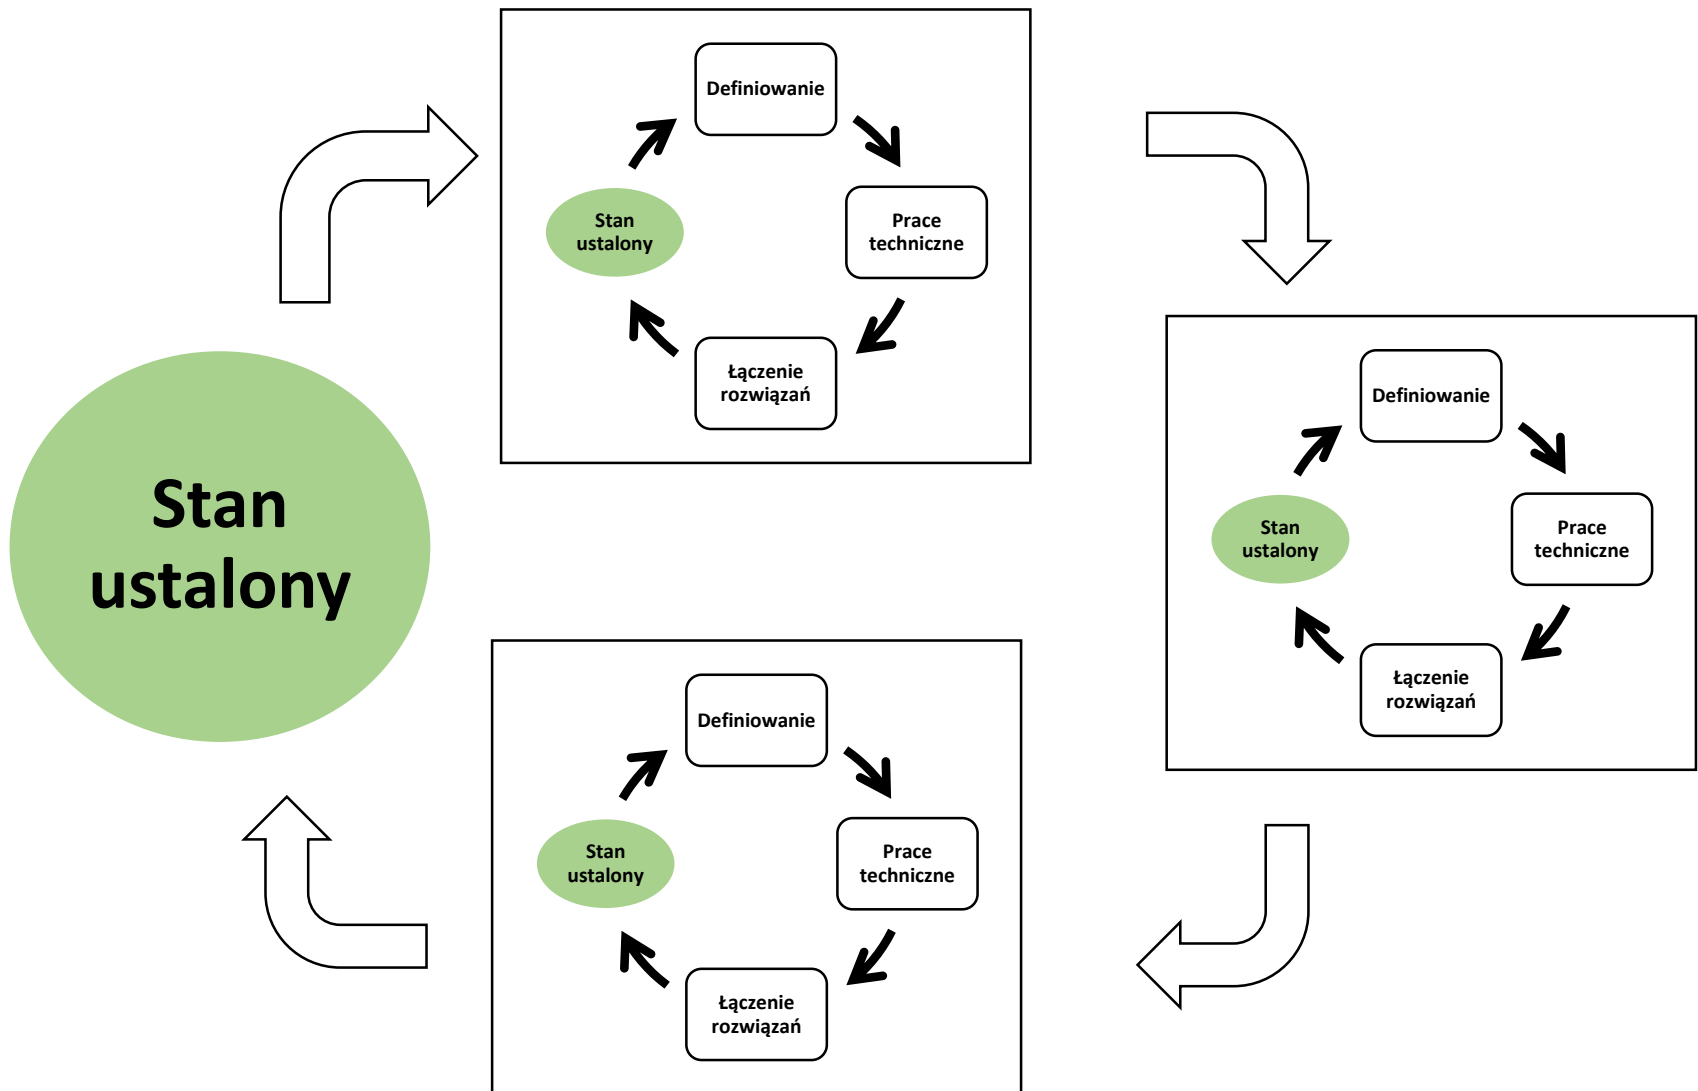 Definiowanie
Stan
ustalony
Prace
techniczne
Łączenie
rozwiązań
Definiowanie
Stan
ustalony
Prace
techniczne
Łączenie
rozwiązań
Stan
ustalony
Definiowanie
Stan
ustalony
Prace
techniczne
Łączenie
rozwiązań